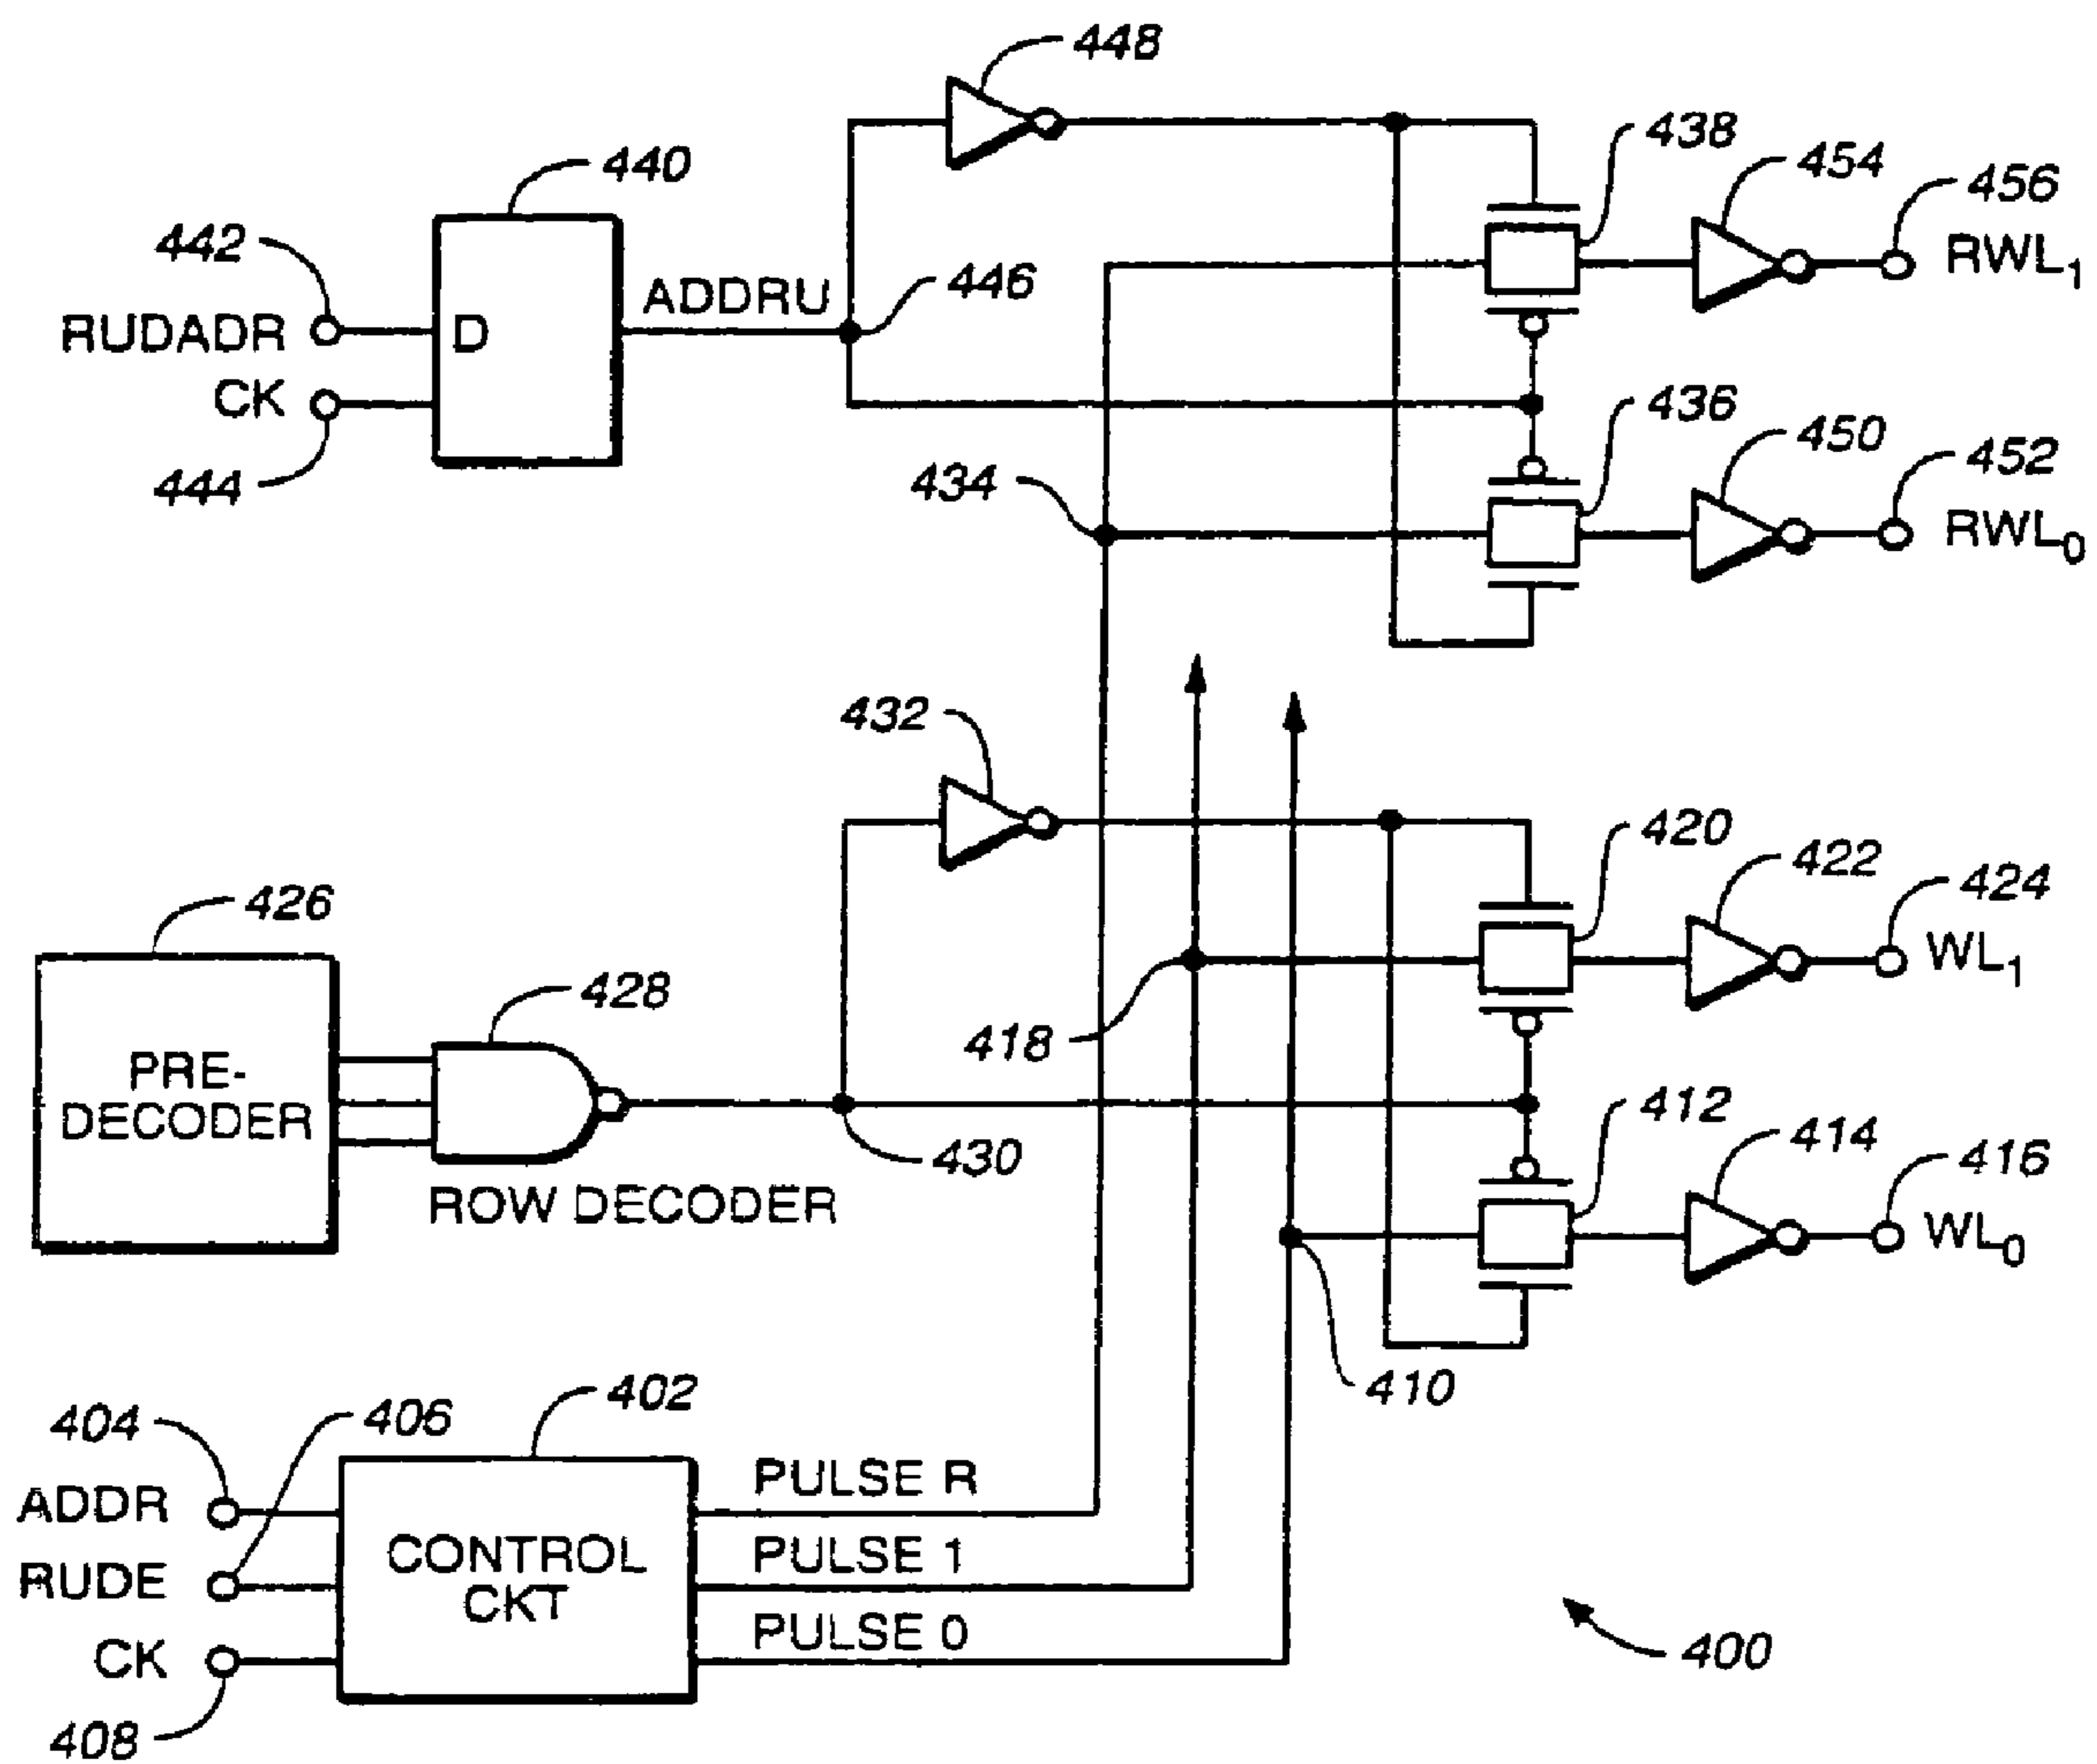 448
438
454
456
440
442
RWL1
446
ADDRU
RUDADR
D
CK
436
450
452
444
434
RWL0
432
420
422
424
426
428
WL1
418
PRE-
DECODER
412
414
416
430
ROW DECODER
WL0
402
410
404
406
PULSE R
ADDR
CONTROL
CKT
PULSE 1
RUDE
PULSE 0
CK
400
408